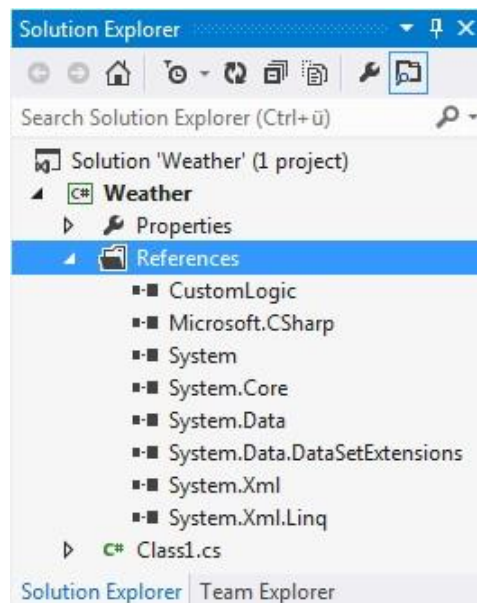 Solution Explorer
Search Solution Explorer (Ctrl+ü)
Solution 'Weather' (1 project)
C# Weather
Properties
References
CustomLogic
Microsoft.CSharp
System
System.Core
System.Data
System.Data.DataSetExtensions
System.Xml
System.Xml.Linq
C# Class1.cs
Solution Explorer Team Explorer